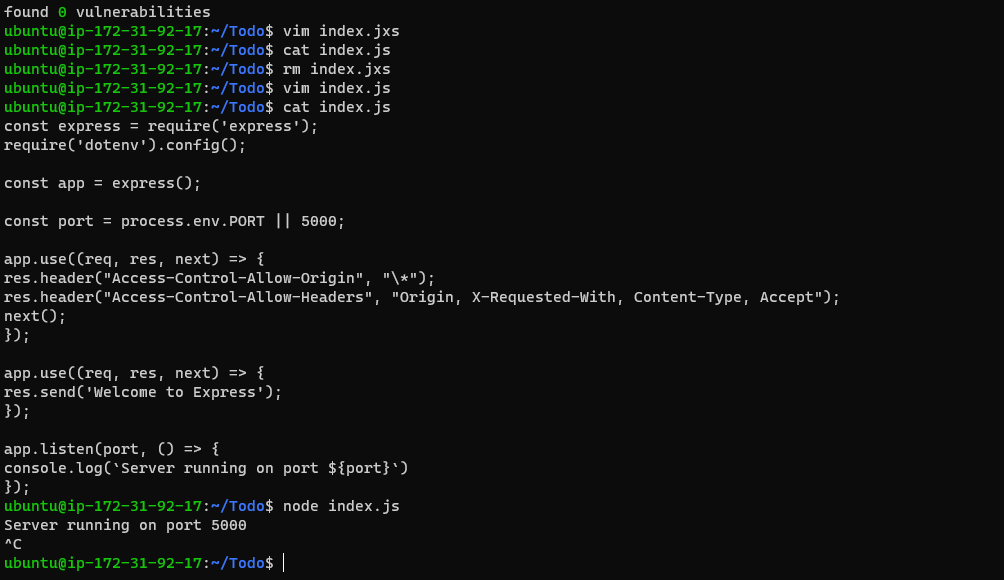 found 0 vulnerabilities
ubuntu@ip-172-31-92-17:~/Todo$ vim index.jxs
ubuntu@ip-172-31-92-17:~/Todo$ cat index.js
ubuntu@ip-172-31-92-17:~/Todo$ rm index.jxs
ubuntu@ip-172-31-92-17:~/Todo$ vim index.js
ubuntu@ip-172-31-92-17:~/Todo$ cat index.js
const express = require('express');
require('dotenv').config();

const app = express();

const port = process.env.PORT || 5000;

app.use((req, res, next) => {
res.header("Access-Control-Allow-Origin", "\*");
res.header("Access-Control-Allow-Headers", "Origin, X-Requested-With, Content-Type, Accept");
next();
});

app.use((req, res, next) => {
res.send('Welcome to Express');
});

app.listen(port, () => {
console.log(`Server running on port ${port}`)
});
ubuntu@ip-172-31-92-17:~/Todo$ node index.js
Server running on port 5000
^C
ubuntu@ip-172-31-92-17:~/Todo$